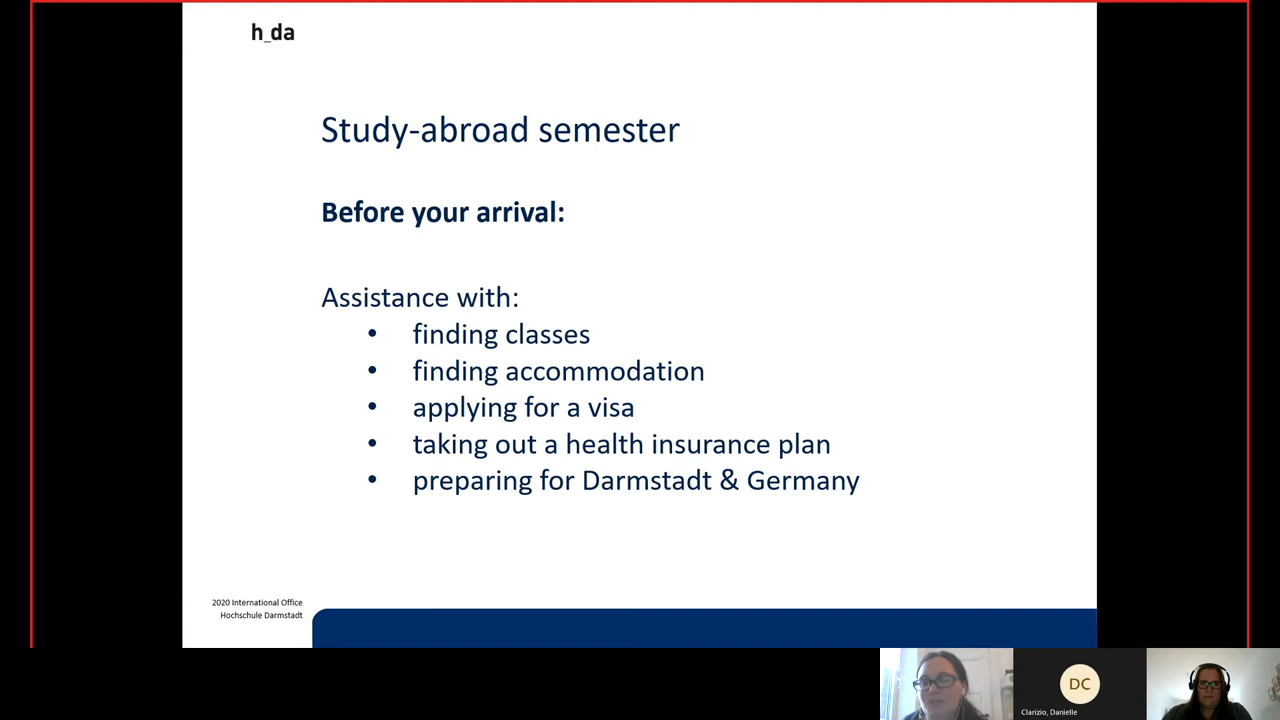 h_da
Study-abroad semester
Before your arrival:
Assistance with:
• finding classes
• finding accommodation
• applying for a visa
• taking out a health insurance plan
• preparing for Darmstadt & Germany
2020 International Office
Hochschule Darmstadt
DC
Clarizio, Danielle